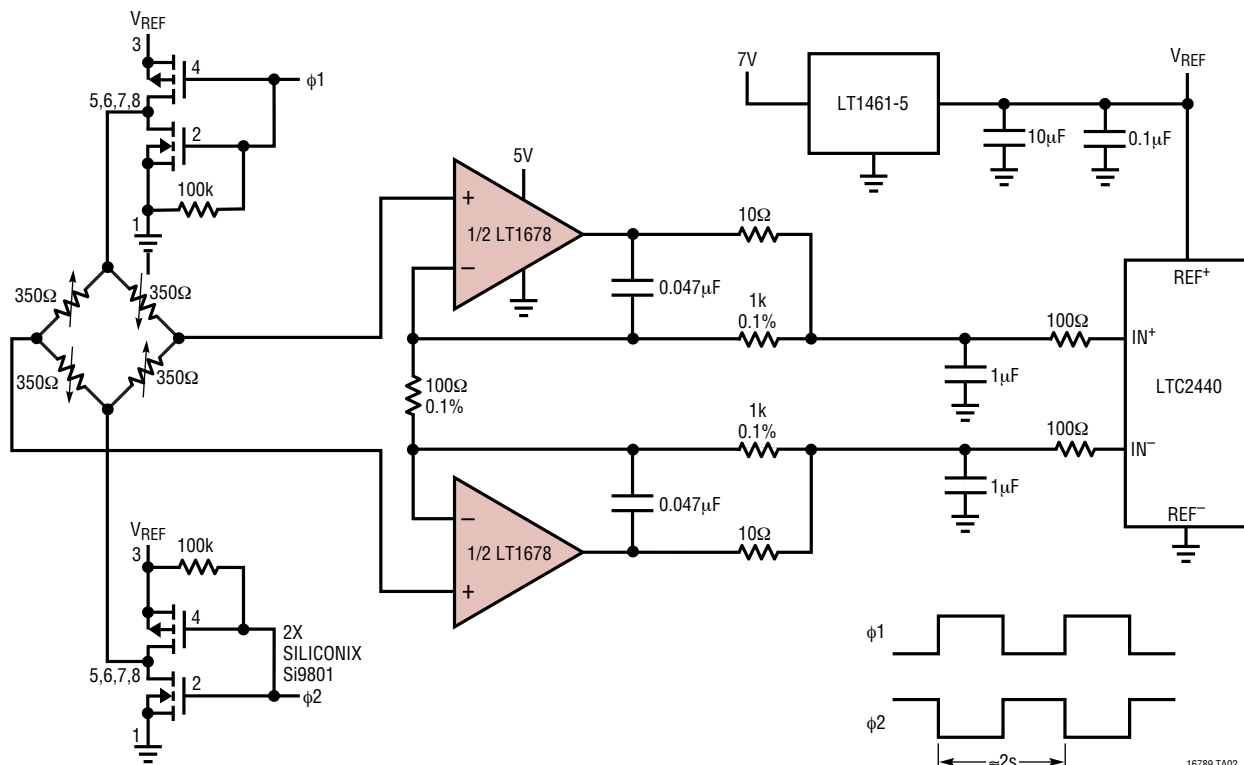 VREF
3
4
ϕ1
5,6,7,8
2
100k
1
350Ω
350Ω
350Ω
350Ω
VREF
3
100k
4
2X
SILICONIX
Si9801
5,6,7,8
2
ϕ2
1
5V
+
1/2 LT1678
–
0.047µF
10Ω
1k
0.1%
100Ω
0.1%
1k
0.1%
0.047µF
–
1/2 LT1678
+
10Ω
7V
LT1461-5
VREF
10µF
0.1µF
REF+
100Ω
IN+
1µF
LTC2440
100Ω
IN–
1µF
REF–
ϕ1
ϕ2
≈2s
16789 TA02